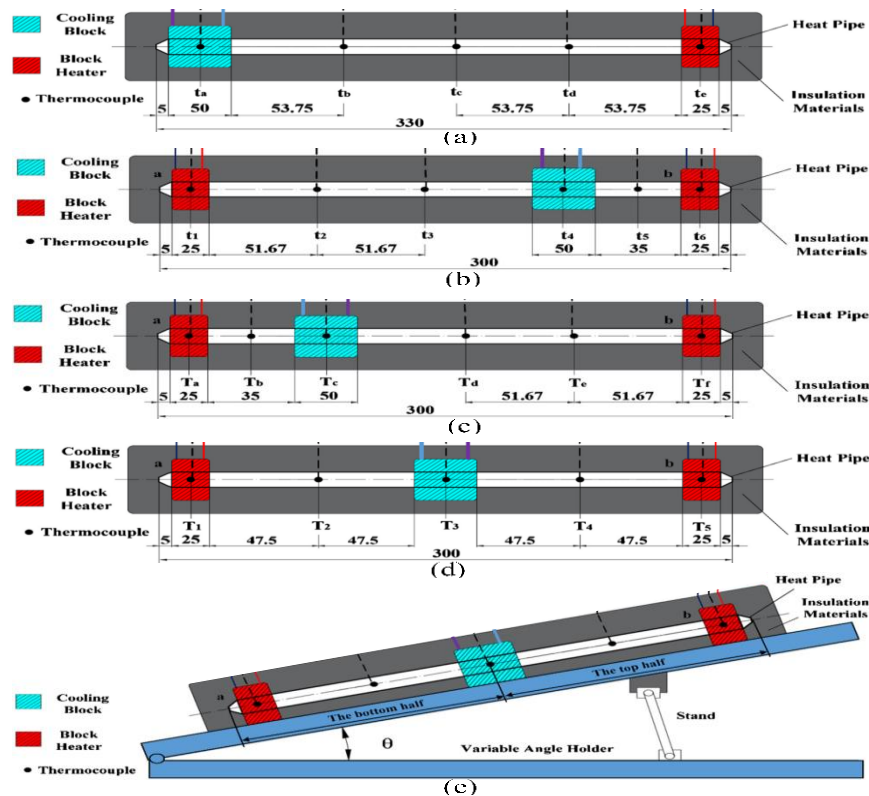 Cooling
Block
Block
Heater
Thermocouple
Heat Pipe
Insulation
Materials
ta tb tc td te
5 50 53.75 53.75 53.75 25 5
330
(a)
Cooling
Block
Block
Heater
Thermocouple
a b
Heat Pipe
Insulation
Materials
t1 t2 t3 t4 t5 t6
5 25 51.67 51.67 50 35 25 5
300
(b)
Cooling
Block
Block
Heater
Thermocouple
a b
Heat Pipe
Insulation
Materials
Ta Tb Tc Td Te Tf
5 25 35 50 51.67 51.67 25 5
300
(c)
Cooling
Block
Block
Heater
Thermocouple
a b
Heat Pipe
Insulation
Materials
T1 T2 T3 T4 T5
5 25 47.5 47.5 47.5 25 5
300
(d)
Heat Pipe
Insulation
Materials
b
a
The top half
The bottom half
Cooling
Block
Block
Heater
Thermocouple
Stand
θ
Variable Angle Holder
(e)